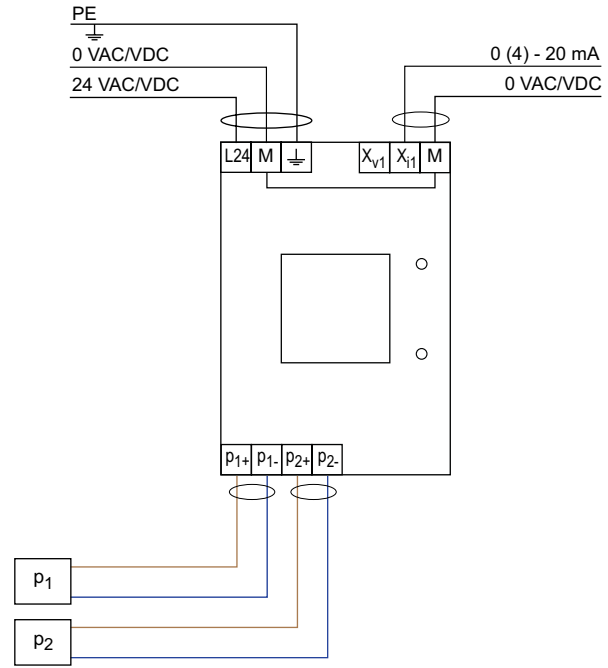 PE
0 VAC/VDC
24 VAC/VDC
0 (4) - 20 mA
0 VAC/VDC
L24 M
Xv1 Xi1 M
p1+ p1- p2+ p2-
p1
p2